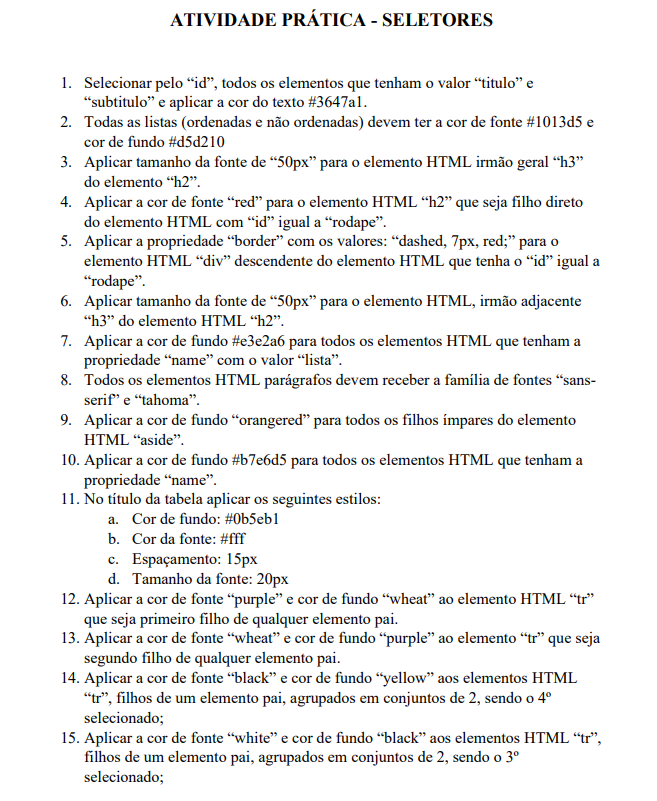 ATIVIDADE PRÁTICA - SELETORES
1. Selecionar pelo “id”, todos os elementos que tenham o valor “titulo” e
“subtitulo” e aplicar a cor do texto #3647a1.
2. Todas as listas (ordenadas e não ordenadas) devem ter a cor de fonte #1013d5 e
cor de fundo #d5d210
3. Aplicar tamanho da fonte de “50px” para o elemento HTML irmão geral “h3”
do elemento “h2”.
4. Aplicar a cor de fonte “red” para o elemento HTML “h2” que seja filho direto
do elemento HTML com “id” igual a “rodape”.
5. Aplicar a propriedade “border” com os valores: “dashed, 7px, red;” para o
elemento HTML “div” descendente do elemento HTML que tenha o “id” igual a
“rodape”.
6. Aplicar tamanho da fonte de “50px” para o elemento HTML, irmão adjacente
“h3” do elemento HTML “h2”.
7. Aplicar a cor de fundo #e3e2a6 para todos os elementos HTML que tenham a
propriedade “name” com o valor “lista”.
8. Todos os elementos HTML parágrafos devem receber a família de fontes “sans-
serif” e “tahoma”.
9. Aplicar a cor de fundo “orangered” para todos os filhos ímpares do elemento
HTML “aside”.
10. Aplicar a cor de fundo #b7e6d5 para todos os elementos HTML que tenham a
propriedade “name”.
11. No título da tabela aplicar os seguintes estilos:
a. Cor de fundo: #0b5eb1
b. Cor da fonte: #fff
c. Espaçamento: 15px
d. Tamanho da fonte: 20px
12. Aplicar a cor de fonte “purple” e cor de fundo “wheat” ao elemento HTML “tr”
que seja primeiro filho de qualquer elemento pai.
13. Aplicar a cor de fonte “wheat” e cor de fundo “purple” ao elemento “tr” que seja
segundo filho de qualquer elemento pai.
14. Aplicar a cor de fonte “black” e cor de fundo “yellow” aos elementos HTML
“tr”, filhos de um elemento pai, agrupados em conjuntos de 2, sendo o 4º
selecionado;
15. Aplicar a cor de fonte “white” e cor de fundo “black” aos elementos HTML “tr”,
filhos de um elemento pai, agrupados em conjuntos de 2, sendo o 3º
selecionado;